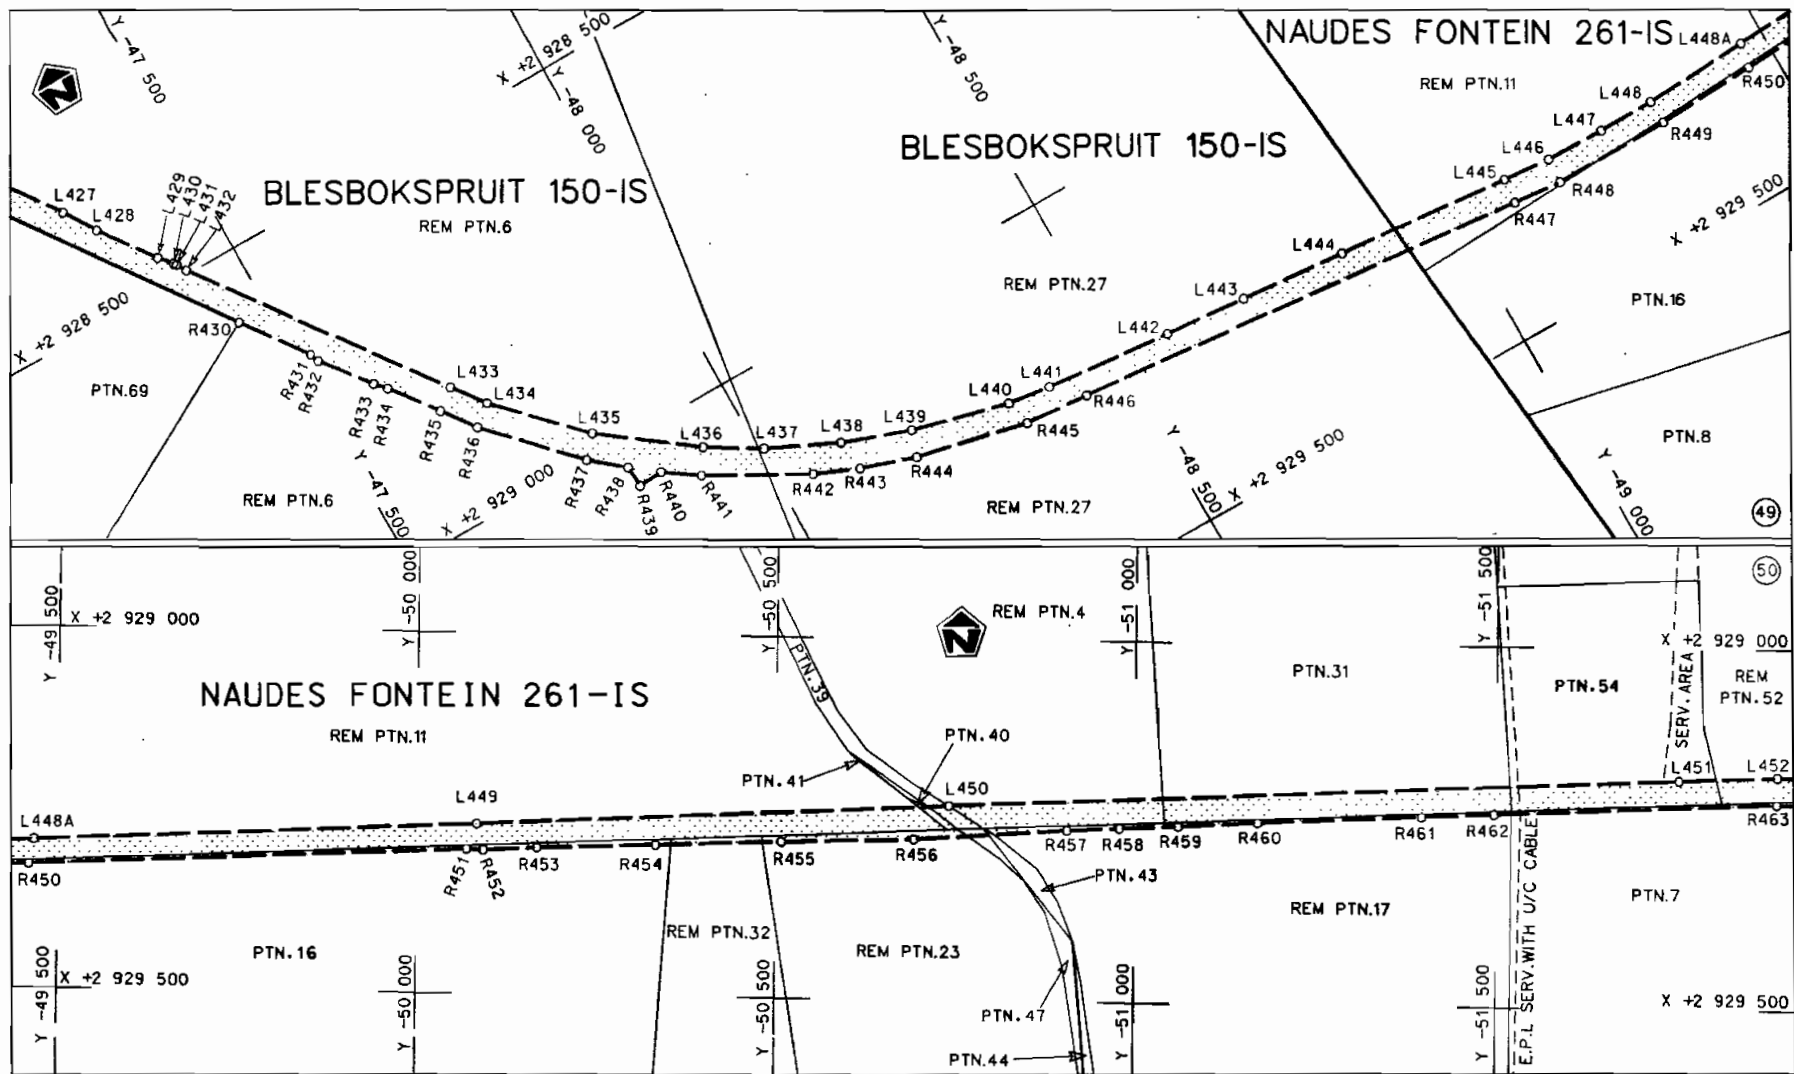 Y -47 500
X +2 928 500
Y -48 000
Y -48 500
NAUDES FONTEIN 261-IS
L448A
REM PTN.11
R450
L448
L447
R449
L446
L445
R448
R447
X +2 929 500
BLESBOKSPRUIT 150-IS
BLESBOKSPRUIT 150-IS
REM PTN.6
L427
L428
L429
L430
L431
L432
REM PTN.27
L444
L443
L442
PTN.16
X +2 928 500
R430
PTN.69
R431
R432
R433
R434
R435
R436
L433
L434
L435
L436
L437
L438
L439
L440
L441
R446
R445
R444
R443
R442
R441
R440
R439
R438
R437
PTN.8
REM PTN.6
Y -47 500
X +2 929 000
REM PTN.27
Y -48 500
X +2 929 500
Y -49 000
49
Y -49 500
X +2 929 000
Y -50 000
Y -50 500
N
REM PTN.4
Y -51 000
Y -51 500
50
X +2 929 000
PTN.39
PTN.31
PTN.54
SERV. AREA
REM
PTN.52
NAUDES FONTEIN 261-IS
REM PTN.11
PTN.40
PTN.41
L448A
L449
L450
L451
L452
R450
R451
R452
R453
R454
R455
R456
R457
R458
R459
R460
R461
R462
R463
PTN.43
REM PTN.17
PTN.7
E.P.L SERV.WITH U/C CABLE
PTN.16
REM PTN.32
REM PTN.23
Y -49 500
X +2 929 500
Y -50 000
Y -50 500
PTN.47
PTN.44
Y -51 000
Y -51 500
X +2 929 500
N